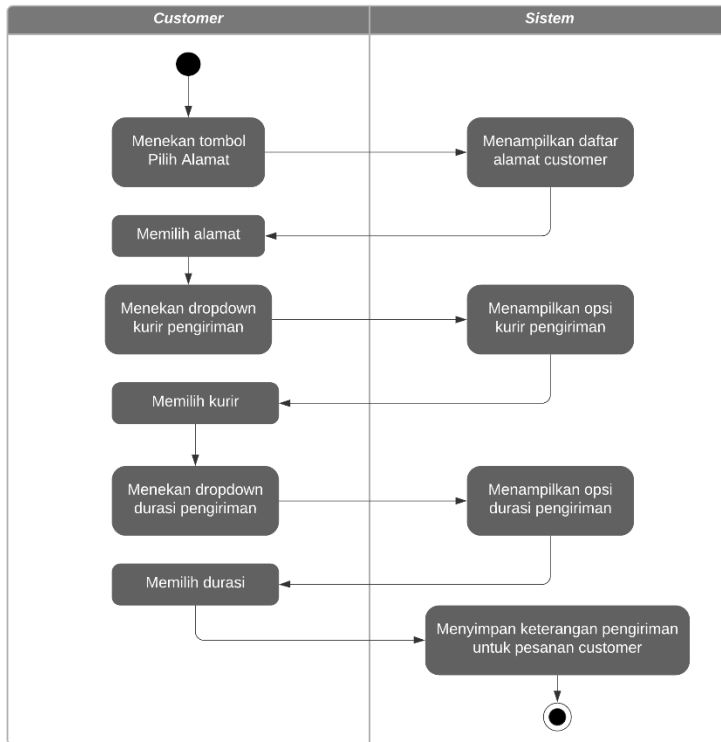 Customer
Sistem
Menekan tombol
Pilih Alamat
Menampilkan daftar
alamat customer
Memilih alamat
Menekan dropdown
kurir pengiriman
Menampilkan opsi
kurir pengiriman
Memilih kurir
Menekan dropdown
durasi pengiriman
Menampilkan opsi
durasi pengiriman
Memilih durasi
Menyimpan keterangan pengiriman
untuk pesanan customer